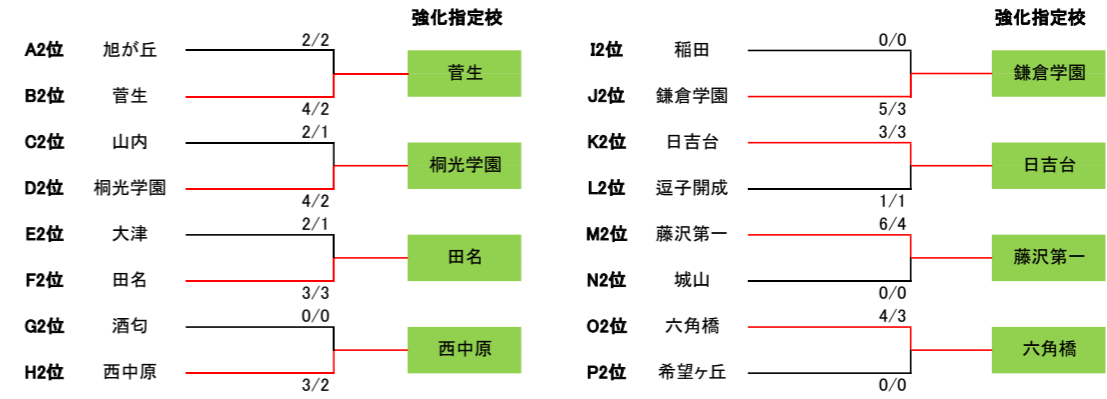 強化指定校
A2位 旭が丘 2/2
菅生
B2位 菅生 4/2
C2位 山内 2/1
桐光学園
D2位 桐光学園 4/2
E2位 大津 2/1
田名
F2位 田名 3/3
G2位 酒匂 0/0
西中原
H2位 西中原 3/2
強化指定校
I2位 稲田 0/0
鎌倉学園
J2位 鎌倉学園 5/3
K2位 日吉台 3/3
日吉台
L2位 逗子開成 1/1
M2位 藤沢第一 6/4
藤沢第一
N2位 城山 0/0
O2位 六角橋 4/3
六角橋
P2位 希望ヶ丘 0/0